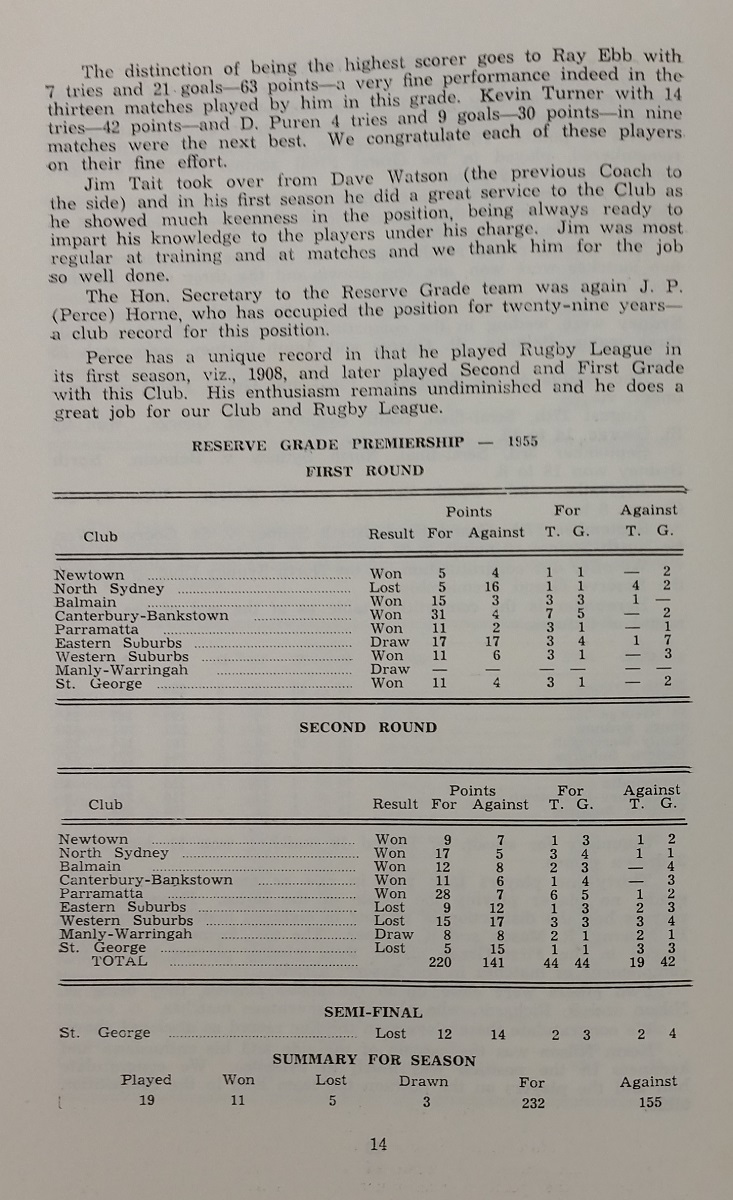 The distinction of being the highest scorer goes to Ray Ebb with
7 tries and 21 goals—63 points—a very fine performance indeed in the
thirteen matches played by him in this grade. Kevin Turner with 14
tries—42 points—and D. Puren 4 tries and 9 goals—30 points—in nine
matches were the next best. We congratulate each of these players
on their fine effort.
Jim Tait took over from Dave Watson (the previous Coach to
the side) and in his first season he did a great service to the Club as
he showed much keenness in the position, being always ready to
impart his knowledge to the players under his charge. Jim was most
regular at training and at matches and we thank him for the job
so well done.
The Hon. Secretary to the Reserve Grade team was again J. P.
(Perce) Horne, who has occupied the position for twenty-nine years—
a club record for this position.
Perce has a unique record in that he played Rugby League in
its first season, viz., 1908, and later played Second and First Grade
with this Club. His enthusiasm remains undiminished and he does a
great job for our Club and Rugby League.
RESERVE GRADE PREMIERSHIP — 1955
FIRST ROUND
Points For Against
Club Result For Against T. G. T. G.
Newtown Won 5 4 1 1 — 2
North Sydney Lost 5 16 1 1 4 2
Balmain Won 15 3 3 3 1 —
Canterbury-Bankstown Won 31 4 7 5 — 2
Parramatta Won 11 2 3 1 — 1
Eastern Suburbs Draw 17 17 3 4 1 7
Western Suburbs Won 11 6 3 1 — 3
Manly-Warringah Draw — — — — — —
St. George Won 11 4 3 1 — 2
SECOND ROUND
Points For Against
Club Result For Against T. G. T. G.
Newtown Won 9 7 1 3 1 2
North Sydney Won 17 5 3 4 1 1
Balmain Won 12 8 2 3 — 4
Canterbury-Bankstown Won 11 6 1 4 — 3
Parramatta Won 28 7 6 5 1 2
Eastern Suburbs Lost 9 12 1 3 2 3
Western Suburbs Lost 15 17 3 3 3 4
Manly-Warringah Draw 8 8 2 1 2 1
St. George Lost 5 15 1 1 3 3
TOTAL 220 141 44 44 19 42
SEMI-FINAL
St. George Lost 12 14 2 3 2 4
SUMMARY FOR SEASON
Played Won Lost Drawn For Against
19 11 5 3 232 155
14